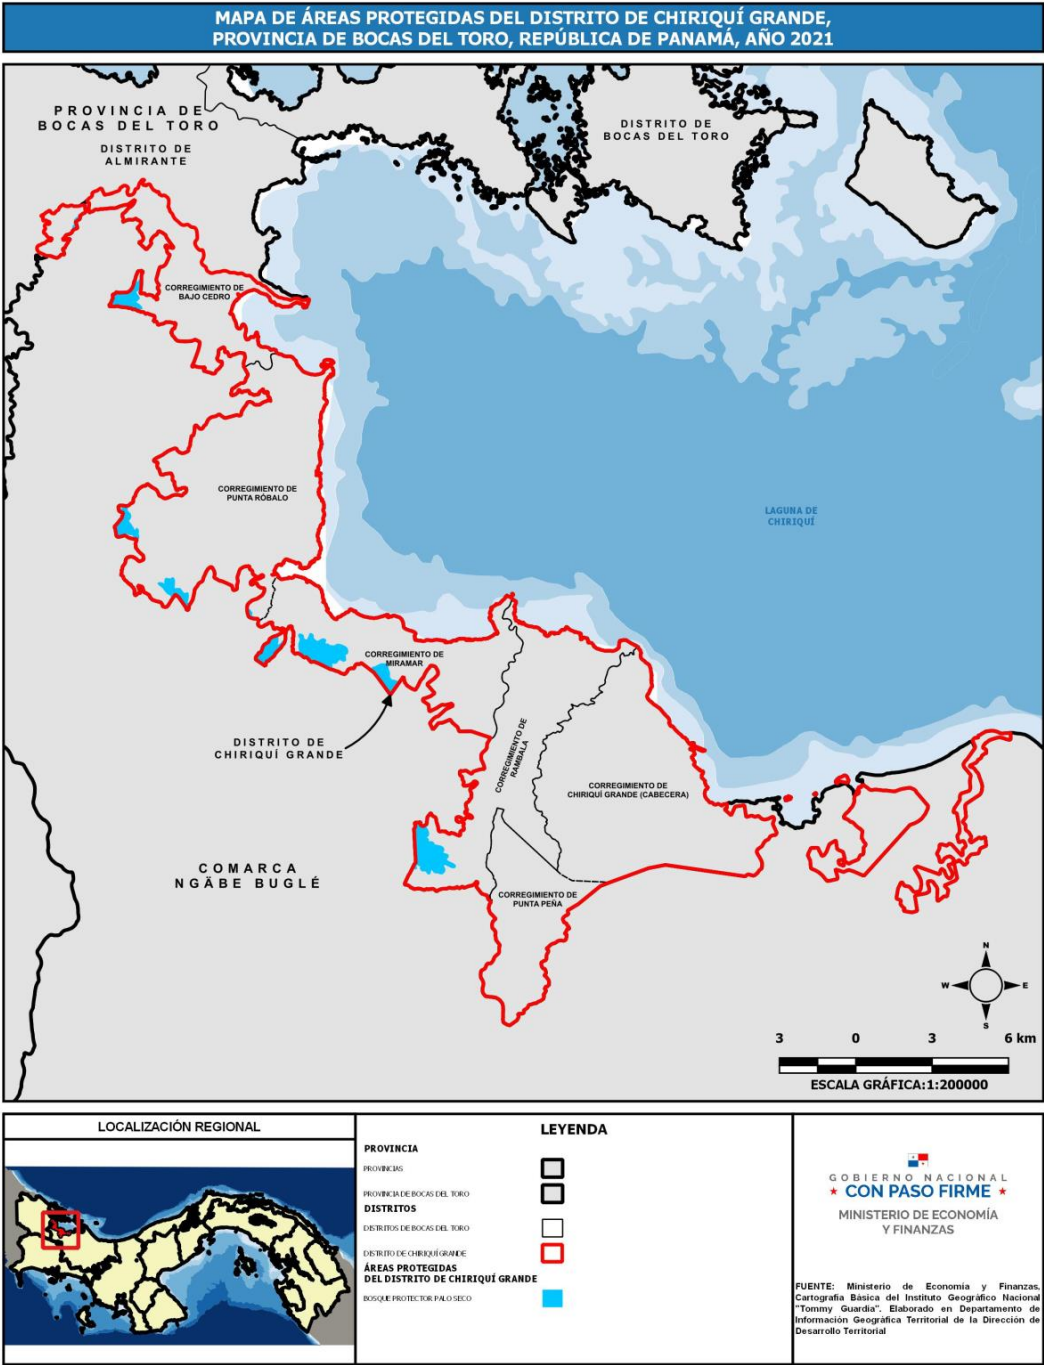 MAPA DE ÁREAS PROTEGIDAS DEL DISTRITO DE CHIRIQUÍ GRANDE,
PROVINCIA DE BOCAS DEL TORO, REPÚBLICA DE PANAMÁ, AÑO 2021
PROVINCIA DE
BOCAS DEL TORO
DISTRITO DE
ALMIRANTE
DISTRITO DE
BOCAS DEL TORO
CORREGIMIENTO DE
BAJO CEDRO
CORREGIMIENTO DE
PUNTA RÓBALO
LAGUNA DE
CHIRIQUÍ
CORREGIMIENTO DE
MIRAMAR
DISTRITO DE
CHIRIQUÍ GRANDE
CORREGIMIENTO DE
RAMBALA
CORREGIMIENTO DE
CHIRIQUÍ GRANDE (CABECERA)
COMARCA
NGÄBE BUGLÉ
CORREGIMIENTO DE
PUNTA PEÑA
N
W E
S
3 0 3 6 km
ESCALA GRÁFICA:1:200000
LOCALIZACIÓN REGIONAL
LEYENDA
PROVINCIA
PROVINCIAS
PROVINCIA DE BOCAS DEL TORO
DISTRITOS
DISTRITOS DE BOCAS DEL TORO
DISTRITO DE CHIRIQUÍ GRANDE
ÁREAS PROTEGIDAS
DEL DISTRITO DE CHIRIQUÍ GRANDE
BOSQUE PROTECTOR PALO SECO
GOBIERNO NACIONAL
★ CON PASO FIRME ★
MINISTERIO DE ECONOMÍA
Y FINANZAS
FUENTE: Ministerio de Economía y Finanzas,
Cartografía Básica del Instituto Geográfico Nacional
"Tommy Guardia". Elaborado en Departamento de
Información Geográfica Territorial de la Dirección de
Desarrollo Territorial